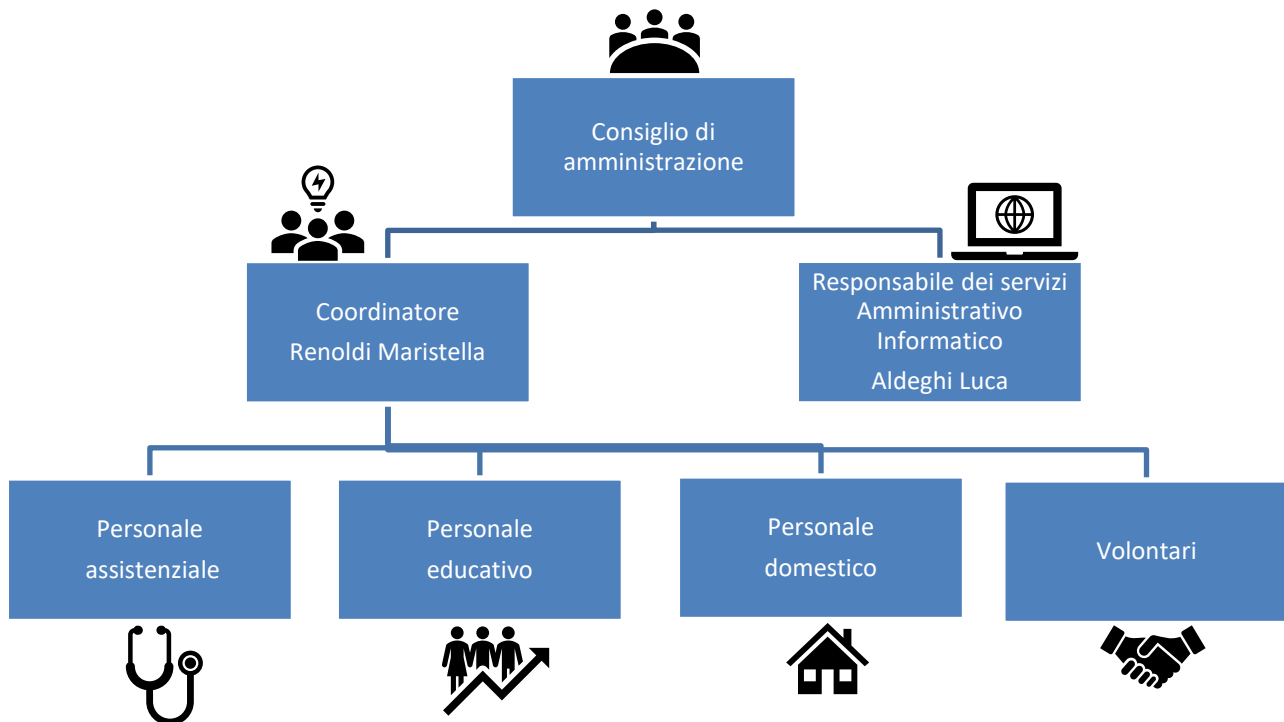 Consiglio di
amministrazione
Coordinatore
Renoldi Maristella
Responsabile dei servizi
Amministrativo
Informatico
Aldeghi Luca
Personale
assistenziale
Personale
educativo
Personale
domestico
Volontari